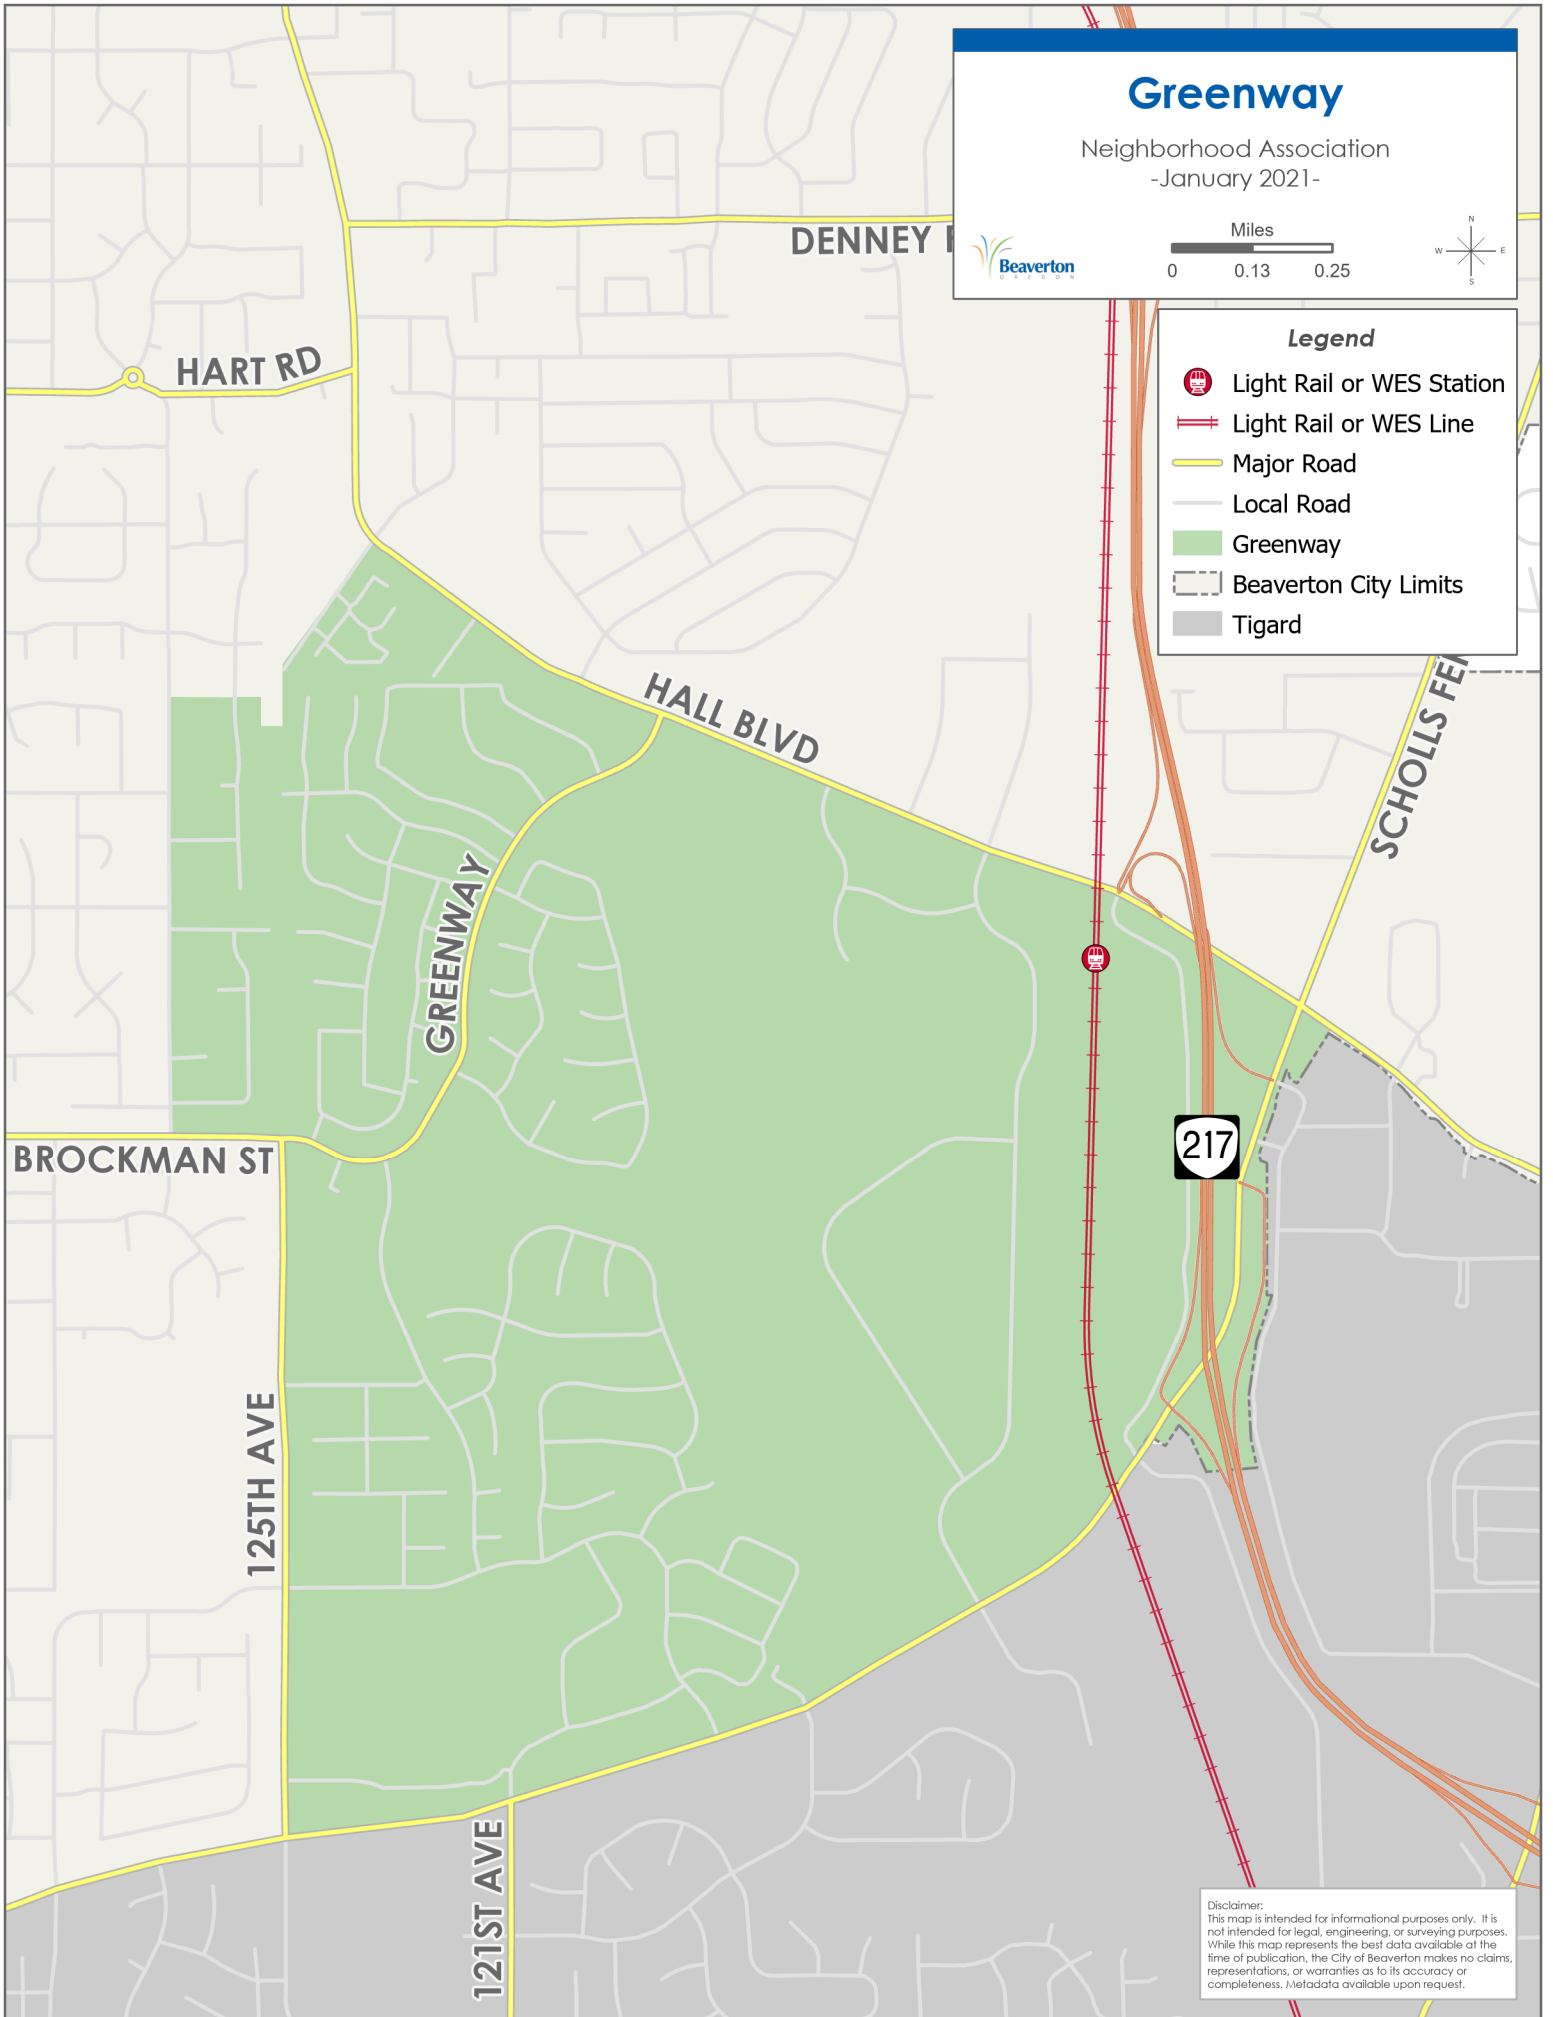 Greenway
Neighborhood Association
-January 2021-
Miles
0 0.13 0.25
N
W E
S
Beaverton
OREGON
DENNEY
HART RD
Legend
Light Rail or WES Station
Light Rail or WES Line
Major Road
Local Road
Greenway
Beaverton City Limits
Tigard
SCHOLLS
HALL BLVD
GREENWAY
217
BROCKMAN ST
125TH AVE
121ST AVE
Disclaimer:
This map is intended for informational purposes only. It is
not intended for legal, engineering, or surveying purposes.
While this map represents the best data available at the
time of publication, the City of Beaverton makes no claims,
representations, or warranties as to its accuracy or
completeness. Metadata available upon request.